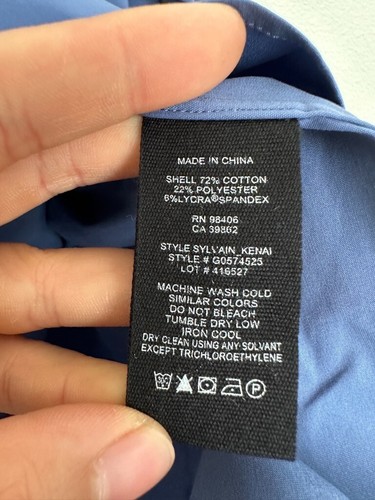 MADE IN CHINA
SHELL 72% COTTON
22% POLYESTER
6%LYCRA®SPANDEX
RN 98406
CA 39862
STYLE SYLVAIN_KENAI
STYLE # G0574525
LOT # 416527
MACHINE WASH COLD
SIMILAR COLORS
DO NOT BLEACH
TUMBLE DRY LOW
IRON COOL
DRY CLEAN USING ANY SOLVANT
EXCEPT TRICHLOROETHYLENE
P